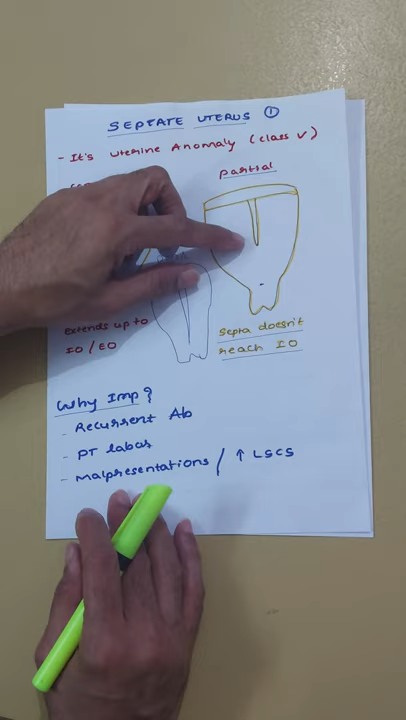 SEPTATE UTERUS ①
- It's Uterine Anomaly (class V)
partial
Extends up to
IO / EO
Septa doesn't
reach IO
Why Imp?
- Recurrent Ab
- PT labor
- Malpresentations / ↑ LSCS